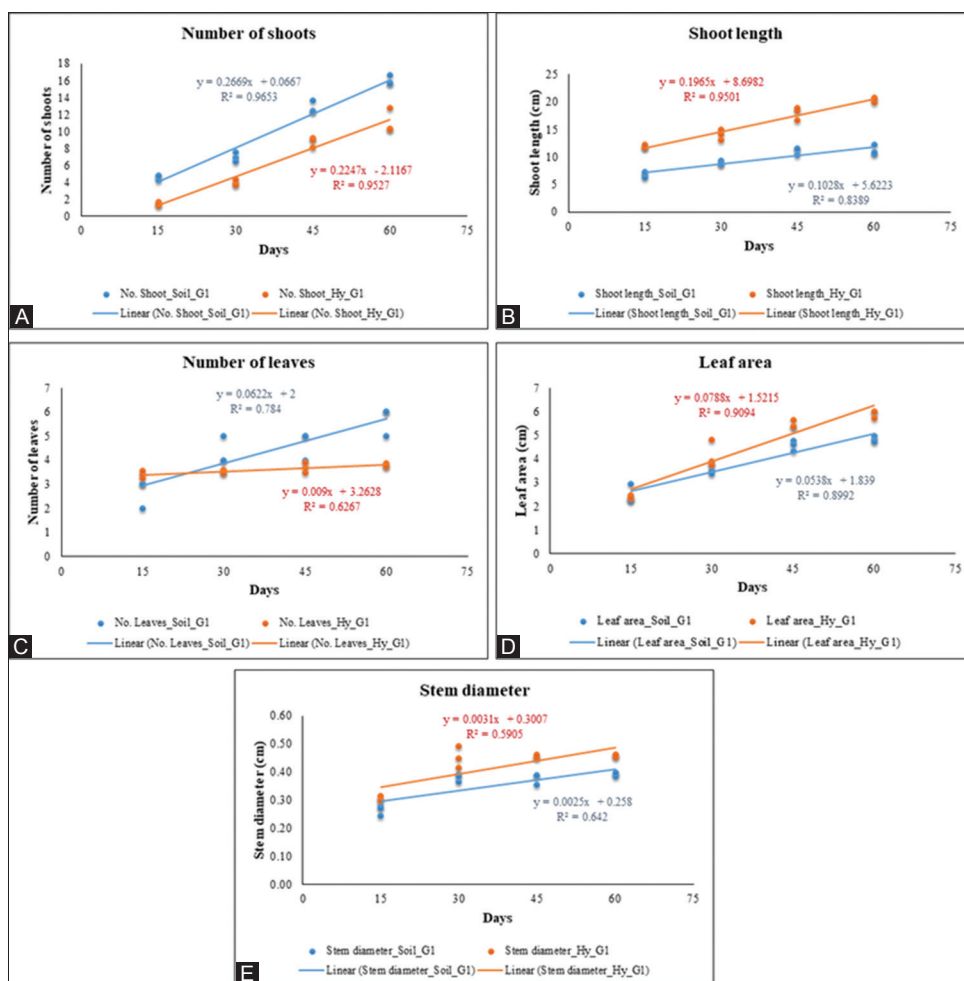 Number of shoots
18
16
14
12
10
8
6
4
2
0
Number of shoots
y = 0.2669x + 0.0667
R² = 0.9653
y = 0.2247x - 2.1167
R² = 0.9527
0 15 30 45 60 75
Days
No. Shoot_Soil_G1 No. Shoot_Hy_G1
Linear (No. Shoot_Soil_G1) Linear (No. Shoot_Hy_G1)
A
Shoot length
25
20
15
10
5
0
Shoot length (cm)
y = 0.1965x + 8.6982
R² = 0.9501
y = 0.1028x + 5.6223
R² = 0.8389
0 15 30 45 60 75
Days
Shoot length_Soil_G1 Shoot length_Hy_G1
Linear (Shoot length_Soil_G1) Linear (Shoot length_Hy_G1)
B
Number of leaves
7
6
5
4
3
2
1
0
Number of leaves
y = 0.0622x + 2
R² = 0.784
y = 0.009x + 3.2628
R² = 0.6267
0 15 30 45 60 75
Days
No. Leaves_Soil_G1 No. Leaves_Hy_G1
Linear (No. Leaves_Soil_G1) Linear (No. Leaves_Hy_G1)
C
Leaf area
7
6
5
4
3
2
1
0
Leaf area (cm)
y = 0.0788x + 1.5215
R² = 0.9094
y = 0.0538x + 1.839
R² = 0.8992
0 15 30 45 60 75
Days
Leaf area_Soil_G1 Leaf area_Hy_G1
Linear (Leaf area_Soil_G1) Linear (Leaf area_Hy_G1)
D
Stem diameter
0.60
0.50
0.40
0.30
0.20
0.10
0.00
Stem diameter (cm)
y = 0.0031x + 0.3007
R² = 0.5905
y = 0.0025x + 0.258
R² = 0.642
0 15 30 45 60 75
Days
Stem diameter_Soil_G1 Stem diameter_Hy_G1
Linear (Stem diameter_Soil_G1) Linear (Stem diameter_Hy_G1)
E